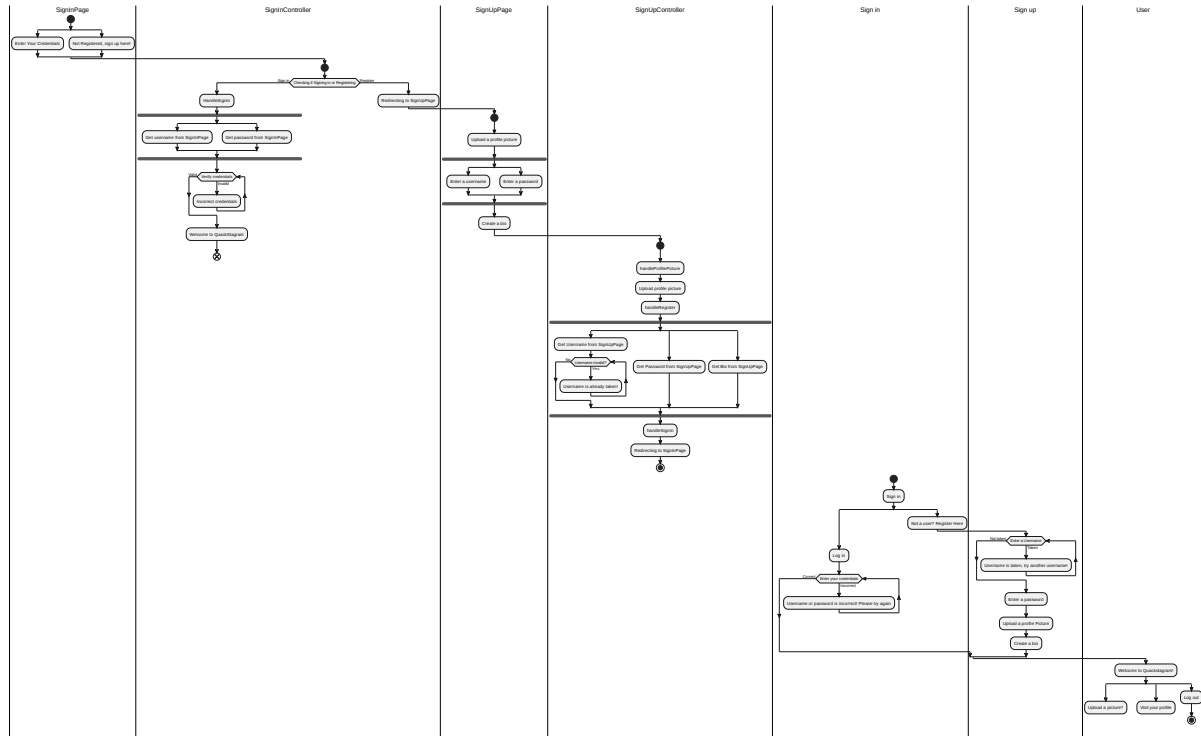 SignInPage
SignInController
SignUpPage
SignUpController
Sign in
Sign up
User
Enter Your Credentials
Not Registered, sign up here!
Checking if Signing in or Registering
Sign in
Register
HandleSignIn
Redirecting to SignUpPage
Get username from SignInPage
Get password from SignInPage
Upload a profile picture
Verify credentials
Valid
Invalid
Incorrect credentials
Enter a username
Enter a password
Welcome to Quackstagram
Create a bio
handleProfilePicture
Upload profile picture
handleRegister
Get Username from SignUpPage
Username invalid?
No
Yes
Username is already taken!
Get Password from SignUpPage
Get Bio from SignUpPage
handleSignIn
Redirecting to SignInPage
Sign in
Not a user? Register Here
Log in
Enter a Username
Not taken
Taken
Username is taken, try another username!
Enter your credentials
Correct
Incorrect
Username or password is incorrect! Please try again
Enter a password
Upload a profile Picture
Create a bio
Welcome to Quackstagram!
Upload a picture?
Visit your profile
Log out